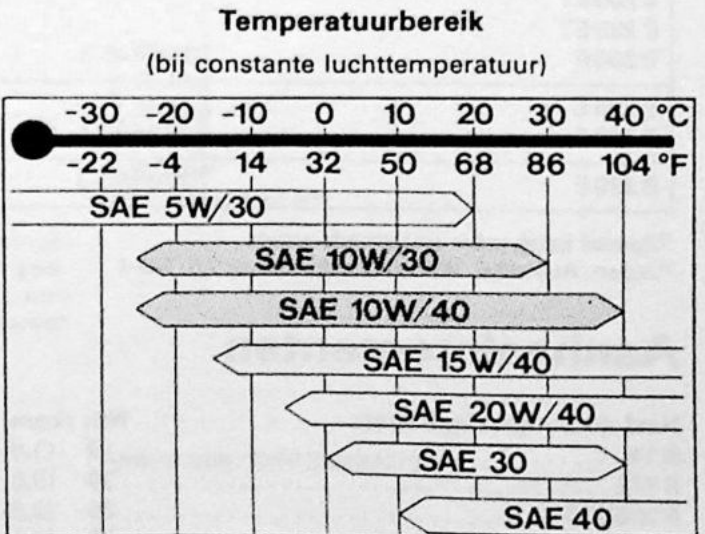 Temperatuurbereik
(bij constante luchttemperatuur)
-30 -20 -10 0 10 20 30 40 °C
-22 -4 14 32 50 68 86 104 °F
SAE 5W/30
SAE 10W/30
SAE 10W/40
SAE 15W/40
SAE 20W/40
SAE 30
SAE 40